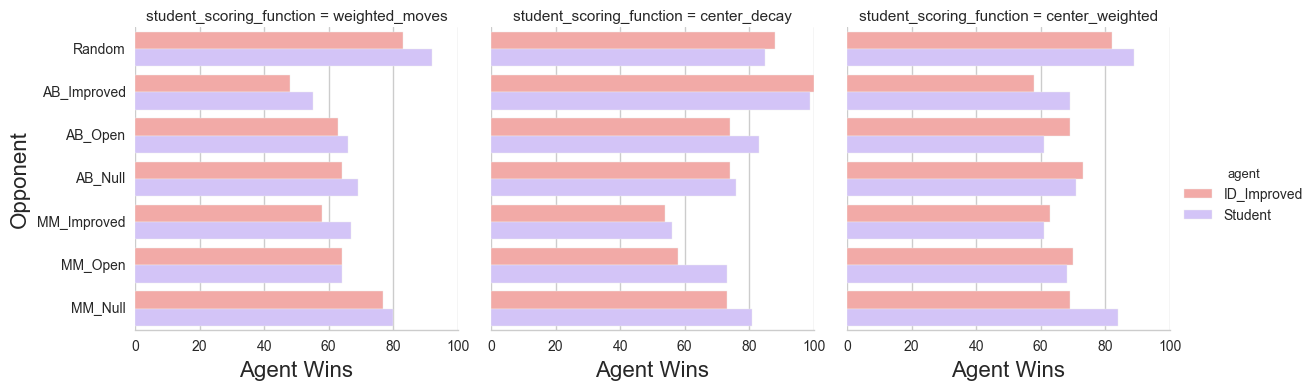 student_scoring_function = weighted_moves
student_scoring_function = center_decay
student_scoring_function = center_weighted
Opponent
Random
AB_Improved
AB_Open
AB_Null
MM_Improved
MM_Open
MM_Null
0 20 40 60 80 100
0 20 40 60 80 100
0 20 40 60 80 100
Agent Wins
Agent Wins
Agent Wins
agent
ID_Improved
Student